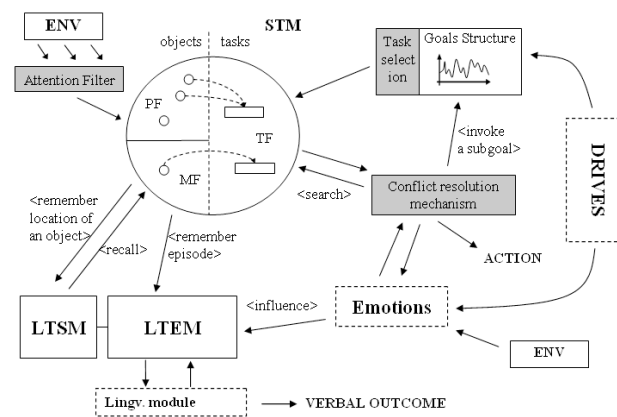 ENV
Attention Filter
objects
tasks
STM
PF
TF
MF
Task
select
ion
Goals Structure
<invoke
a subgoal>
DRIVES
<search>
Conflict resolution
mechanism
ACTION
<remember
location of
an object>
<recall>
<remember
episode>
LTSM
LTEM
<influence>
Emotions
ENV
Lingv. module
VERBAL OUTCOME